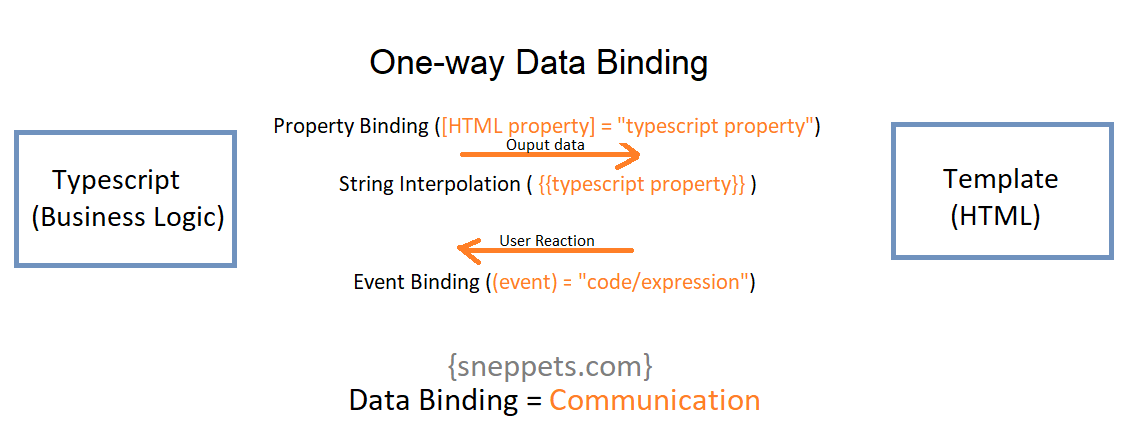 One-way Data Binding
Property Binding ([HTML property] = "typescript property")
Ouput data
String Interpolation ( {{typescript property}} )
User Reaction
Event Binding ((event) = "code/expression")
Typescript
(Business Logic)
Template
(HTML)
{sneppets.com}
Data Binding = Communication